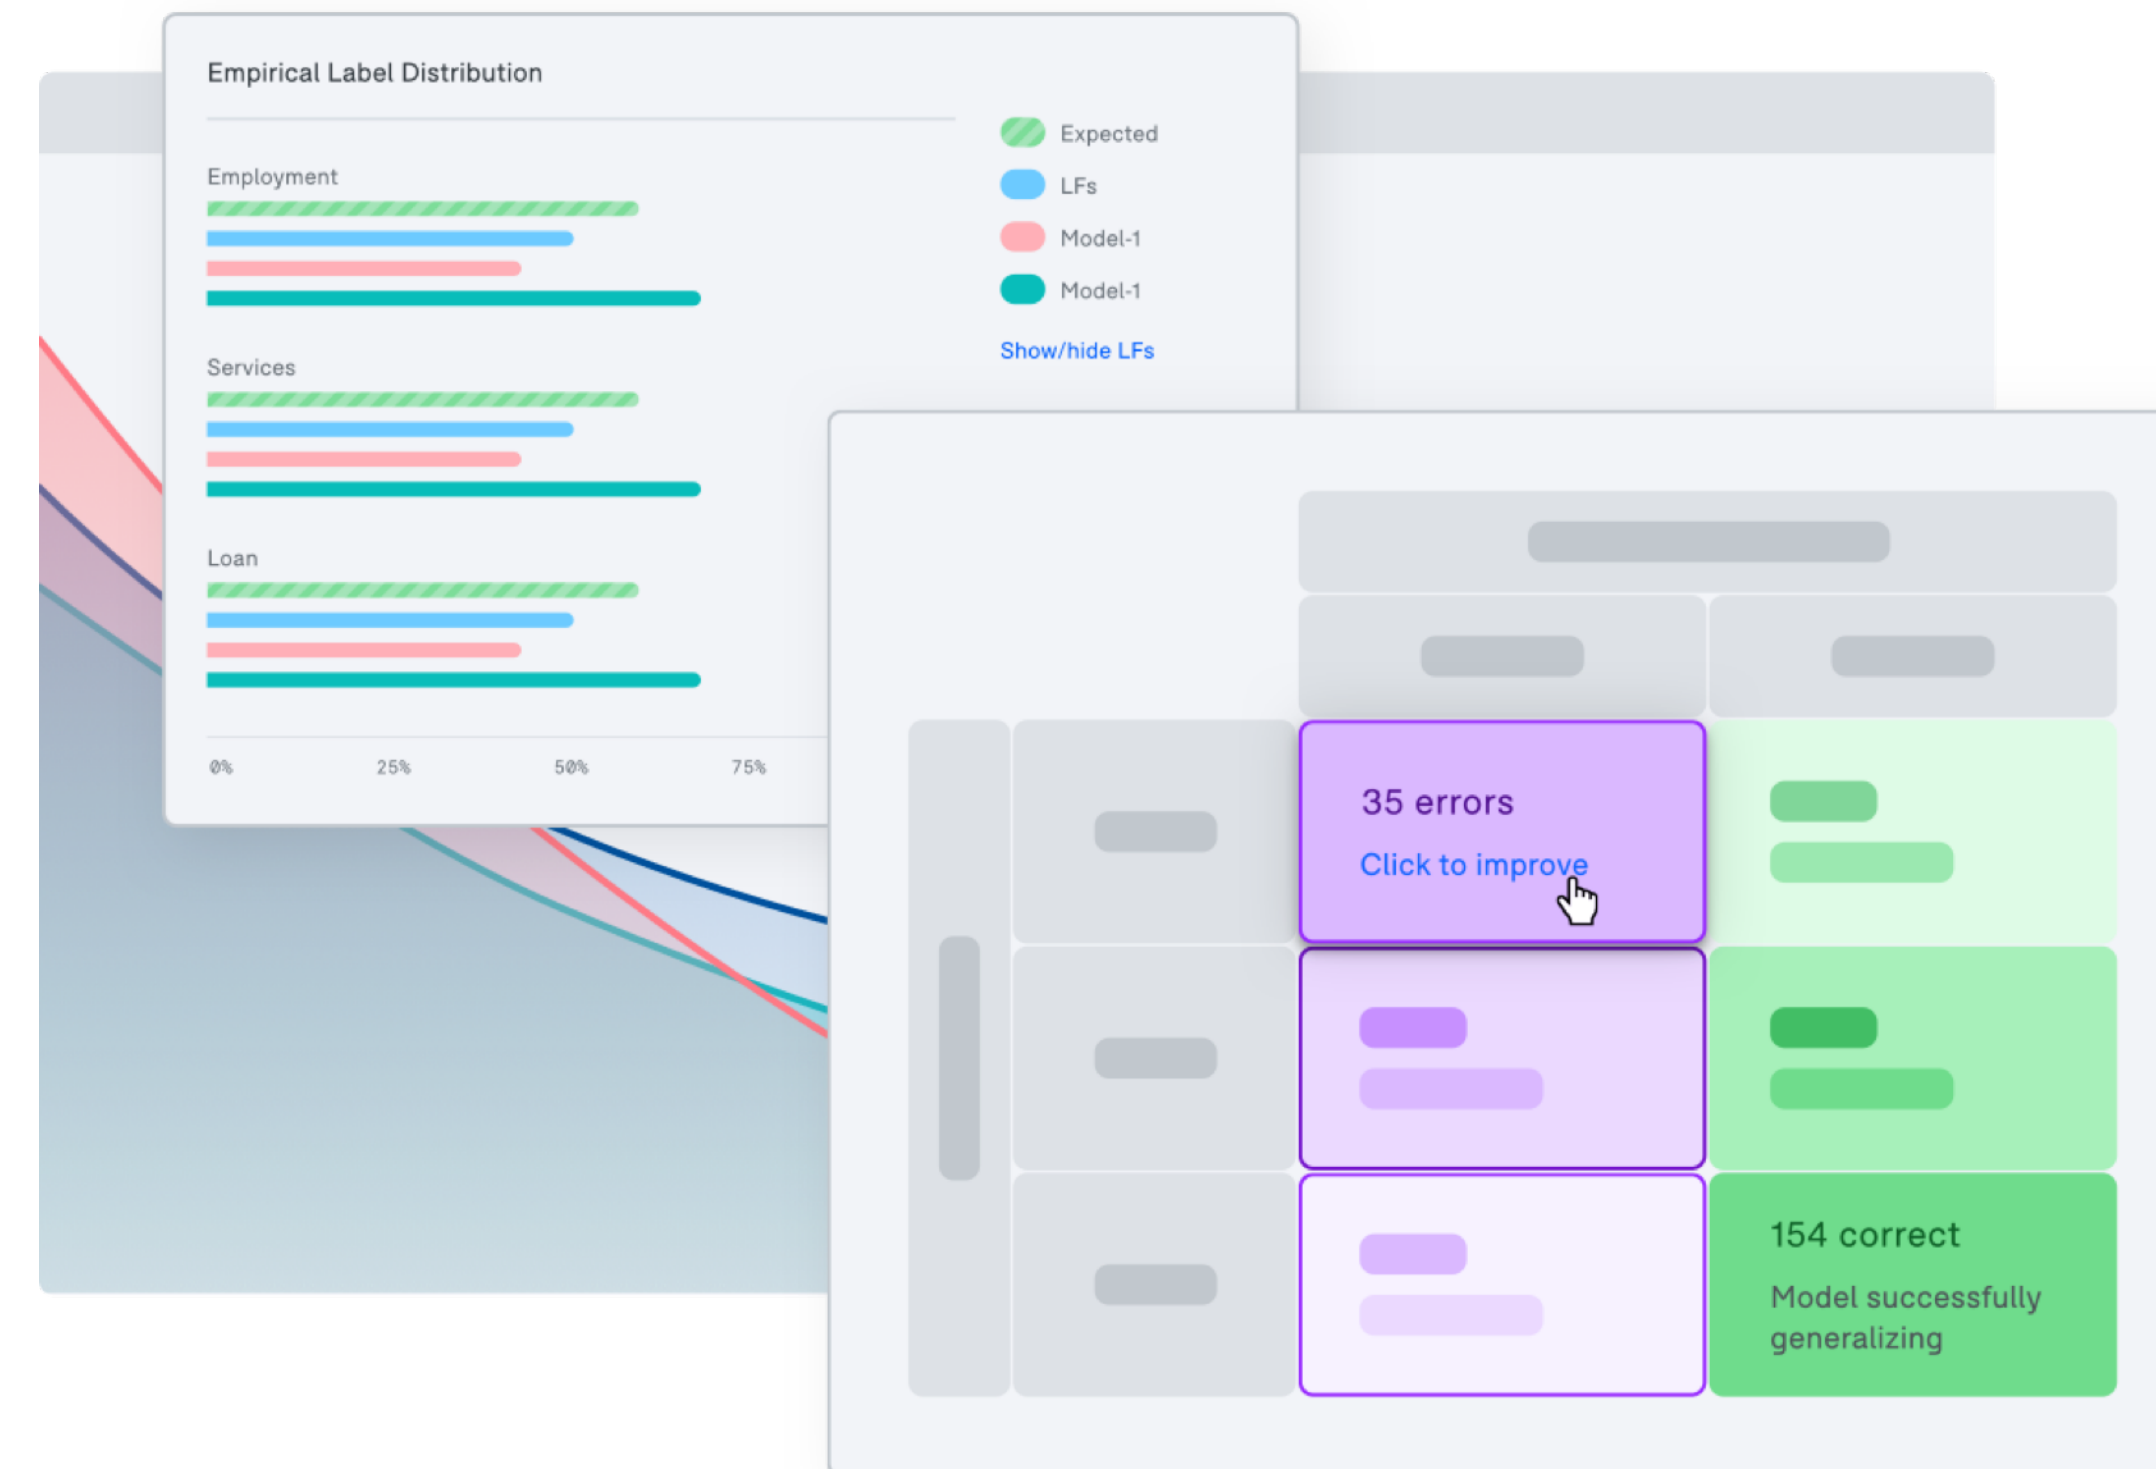 Empirical Label Distribution
Expected
LFs
Model-1
Model-1
Show/hide LFs
Employment
Services
Loan
0%
25%
50%
75%
35 errors
Click to improve
154 correct
Model successfully
generalizing